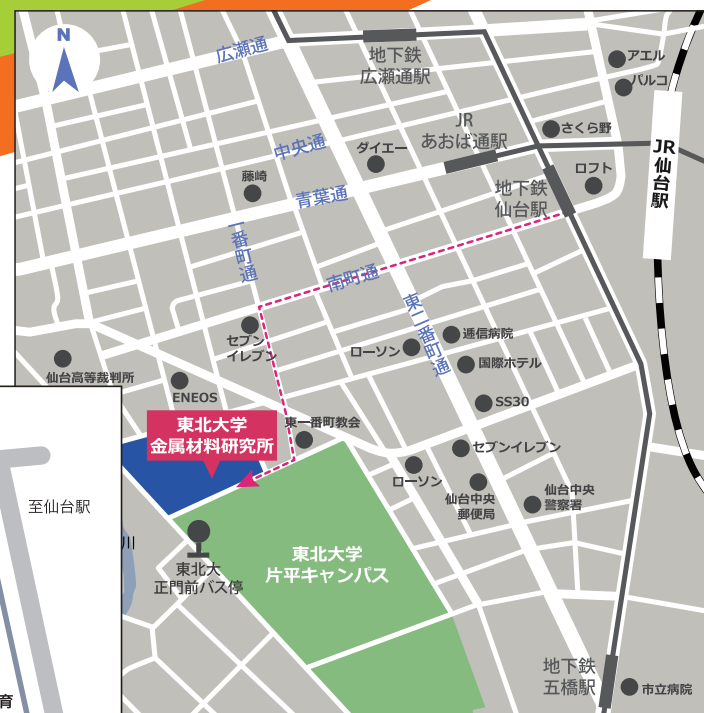 N
広瀬通
地下鉄
広瀬通駅
アエル
パルコ
さくら野
JR
あおば通駅
中央通
ダイエー
JR
仙台駅
ロフト
藤崎
青葉通
地下鉄
仙台駅
一番町通
南町通
東二番町通
セブン
イレブン
ローソン
逓信病院
国際ホテル
仙台高等裁判所
ENEOS
SS30
東北大学
金属材料研究所
東一番町教会
セブンイレブン
ローソン
仙台中央
郵便局
仙台中央
警察署
至仙台駅
川
東北大
正門前バス停
東北大学
片平キャンパス
地下鉄
五橋駅
市立病院
育